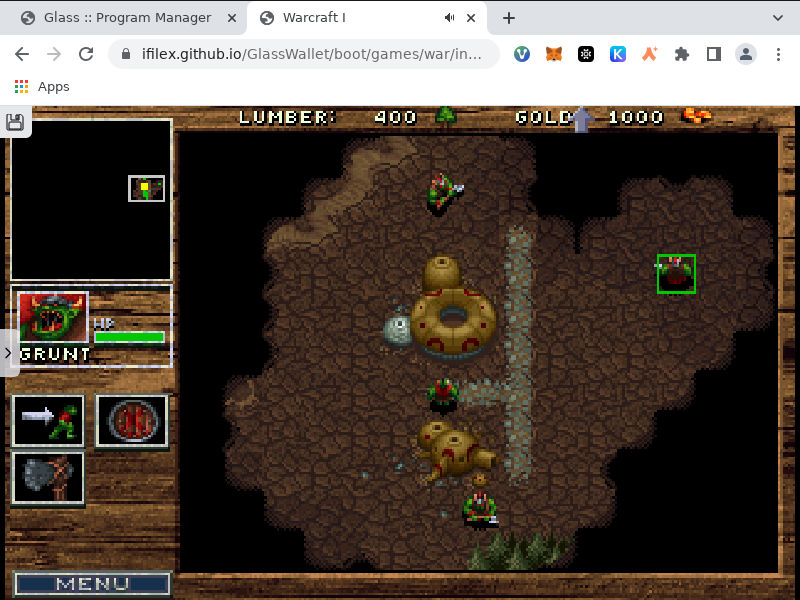 Glass :: Program Manager
Warcraft I
ifilex.github.io/GlassWallet/boot/games/war/in...
Apps
LUMBER: 400
GOLD 1000
HP
GRUNT
MENU